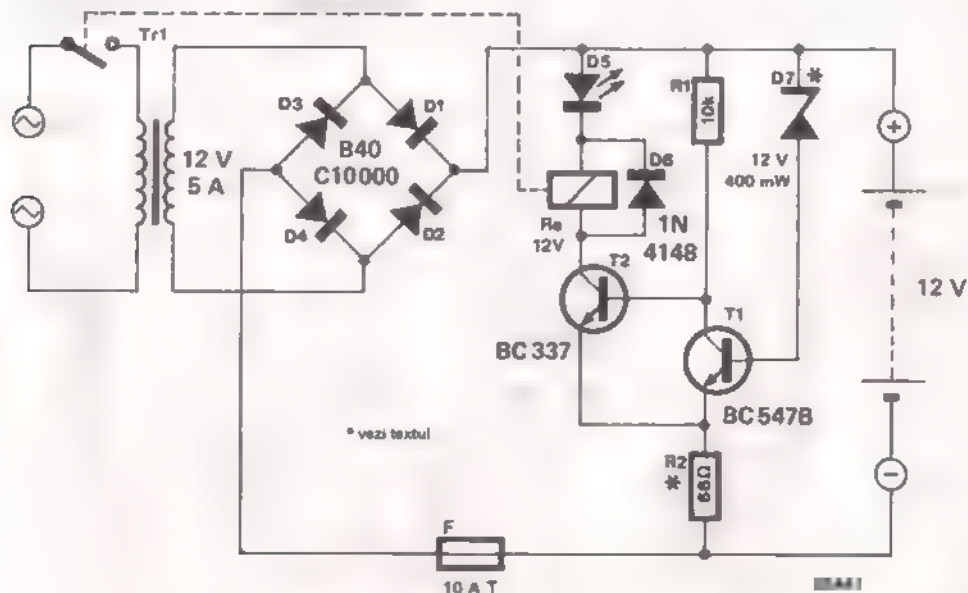 Tr1
12 V
5 A
D3
D1
B40
C10000
D4
D2
D5
R1
10k
D7 *
12 V
400 mW
D6
1N
4148
Re
12V
T2
BC 337
T1
BC 547B
+
12 V
* vezi textul
R2
*
68Ω
−
F
10 A T